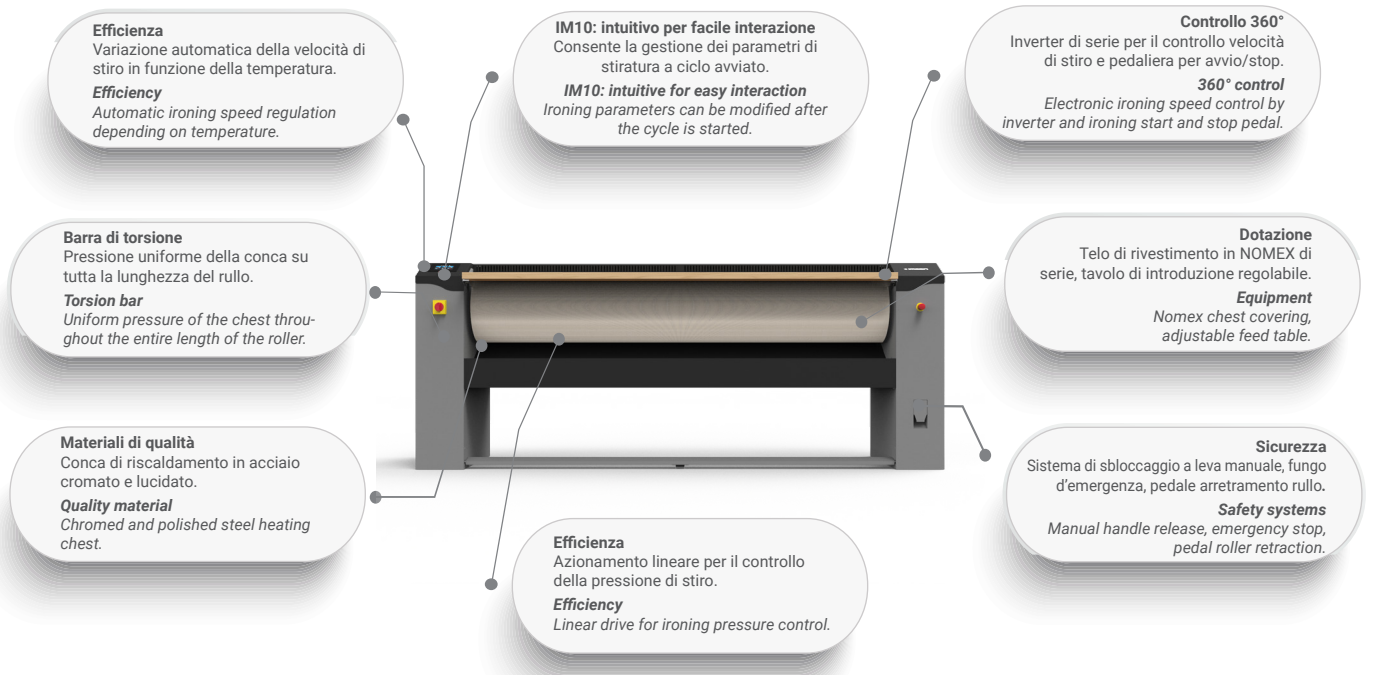 Efficienza
Variazione automatica della velocità di
stiro in funzione della temperatura.
Efficiency
Automatic ironing speed regulation
depending on temperature.
IM10: intuitivo per facile interazione
Consente la gestione dei parametri di
stiratura a ciclo avviato.
IM10: intuitive for easy interaction
Ironing parameters can be modified after
the cycle is started.
Controllo 360°
Inverter di serie per il controllo velocità
di stiro e pedaliera per avvio/stop.
360° control
Electronic ironing speed control by
inverter and ironing start and stop pedal.
Barra di torsione
Pressione uniforme della conca su
tutta la lunghezza del rullo.
Torsion bar
Uniform pressure of the chest throu-
ghout the entire length of the roller.
Dotazione
Telo di rivestimento in NOMEX di
serie, tavolo di introduzione regolabile.
Equipment
Nomex chest covering,
adjustable feed table.
Materiali di qualità
Conca di riscaldamento in acciaio
cromato e lucidato.
Quality material
Chromed and polished steel heating
chest.
Sicurezza
Sistema di sbloccaggio a leva manuale, fungo
d'emergenza, pedale arretramento rullo.
Safety systems
Manual handle release, emergency stop,
pedal roller retraction.
Efficienza
Azionamento lineare per il controllo
della pressione di stiro.
Efficiency
Linear drive for ironing pressure control.